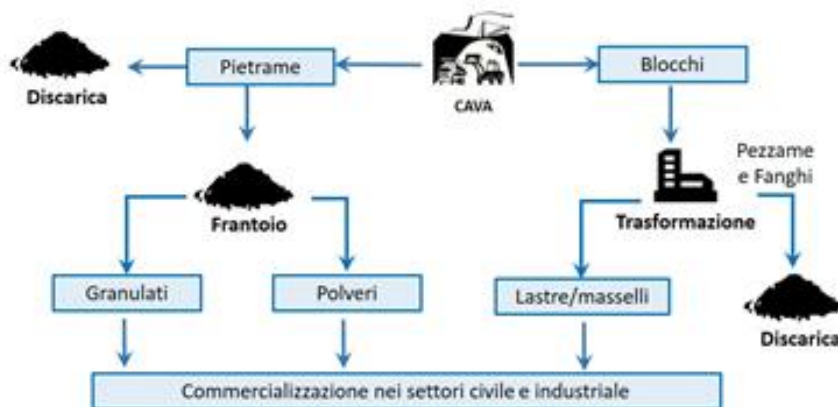 Pietrame
Blocchi
Discarica
CAVA
Pezzame
e Fanghi
Frantoio
Trasformazione
Granulati
Polveri
Lastre/masselli
Discarica
Commercializzazione nei settori civile e industriale